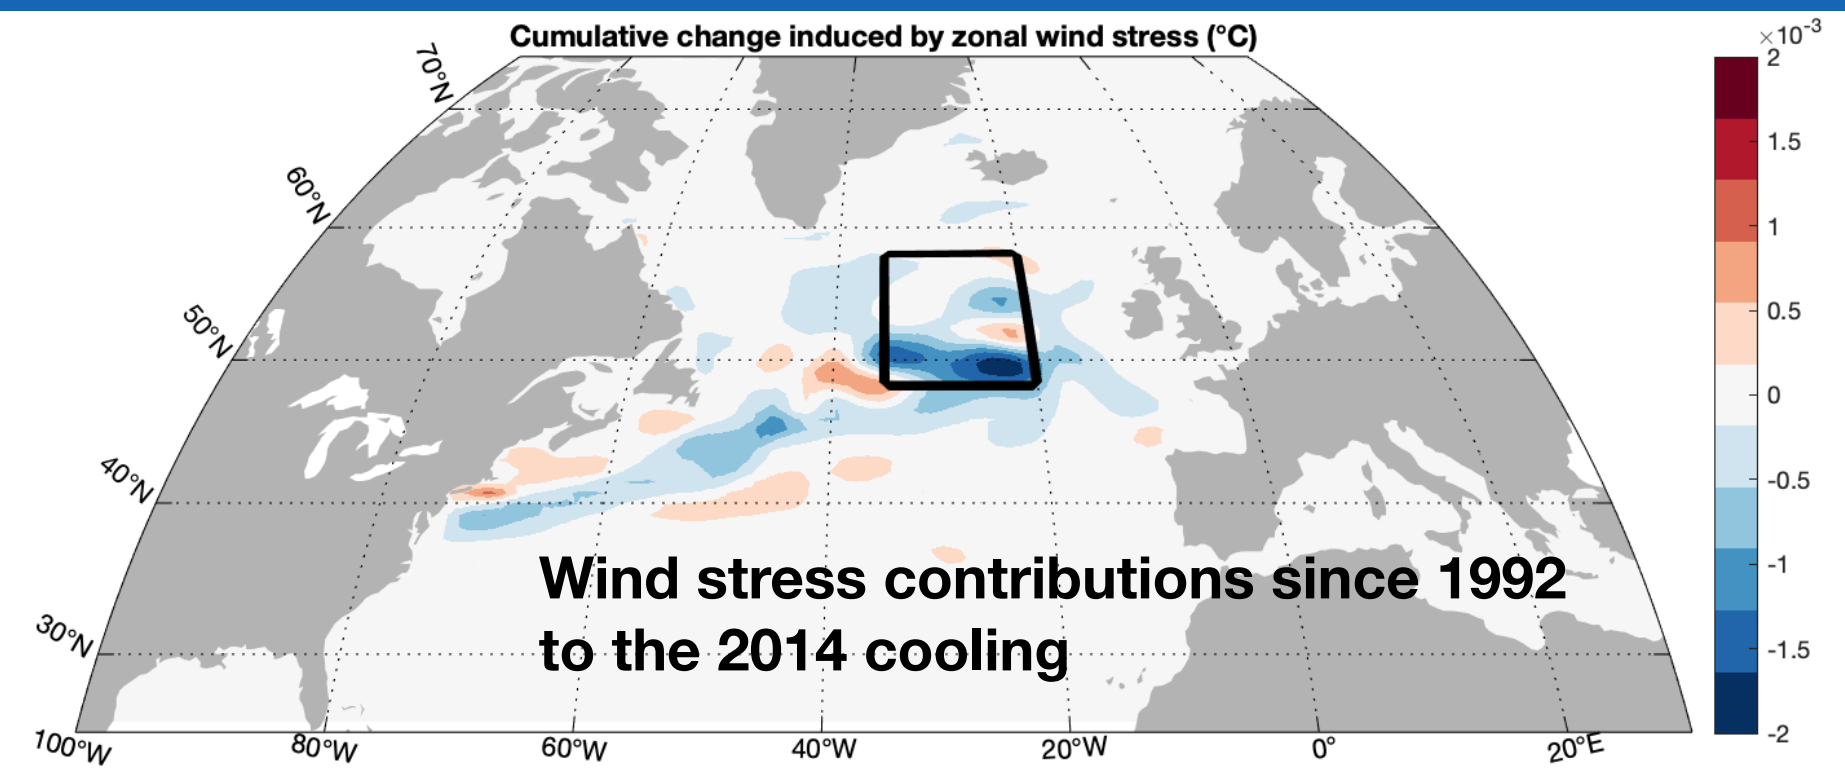 Cumulative change induced by zonal wind stress (°C)
×10-3
70°N
60°N
50°N
40°N
30°N
2
1.5
1
0.5
0
-0.5
-1
-1.5
-2
Wind stress contributions since 1992
to the 2014 cooling
100°W
80°W
60°W
40°W
20°W
0°
20°E